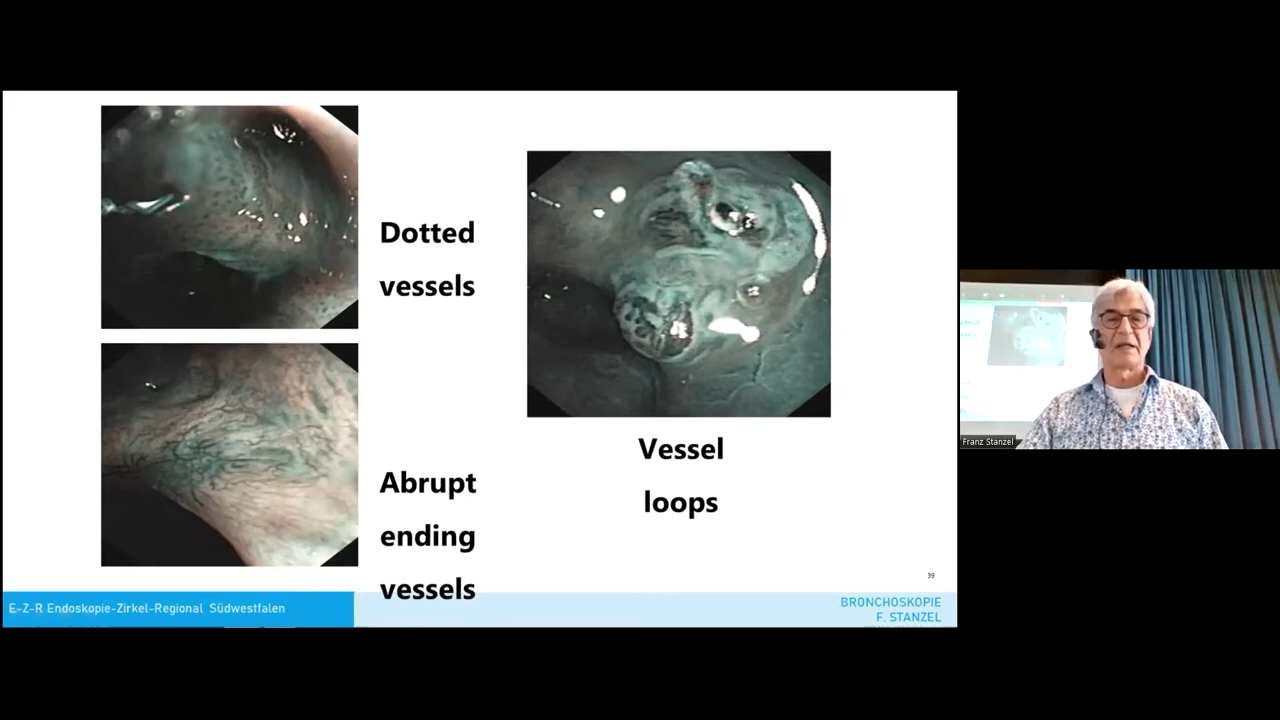 Dotted
vessels
Abrupt
ending
vessels
Vessel
loops
39
E-Z-R Endoskopie-Zirkel-Regional Südwestfalen
BRONCHOSKOPIE
F. STANZEL
Franz Stanzel